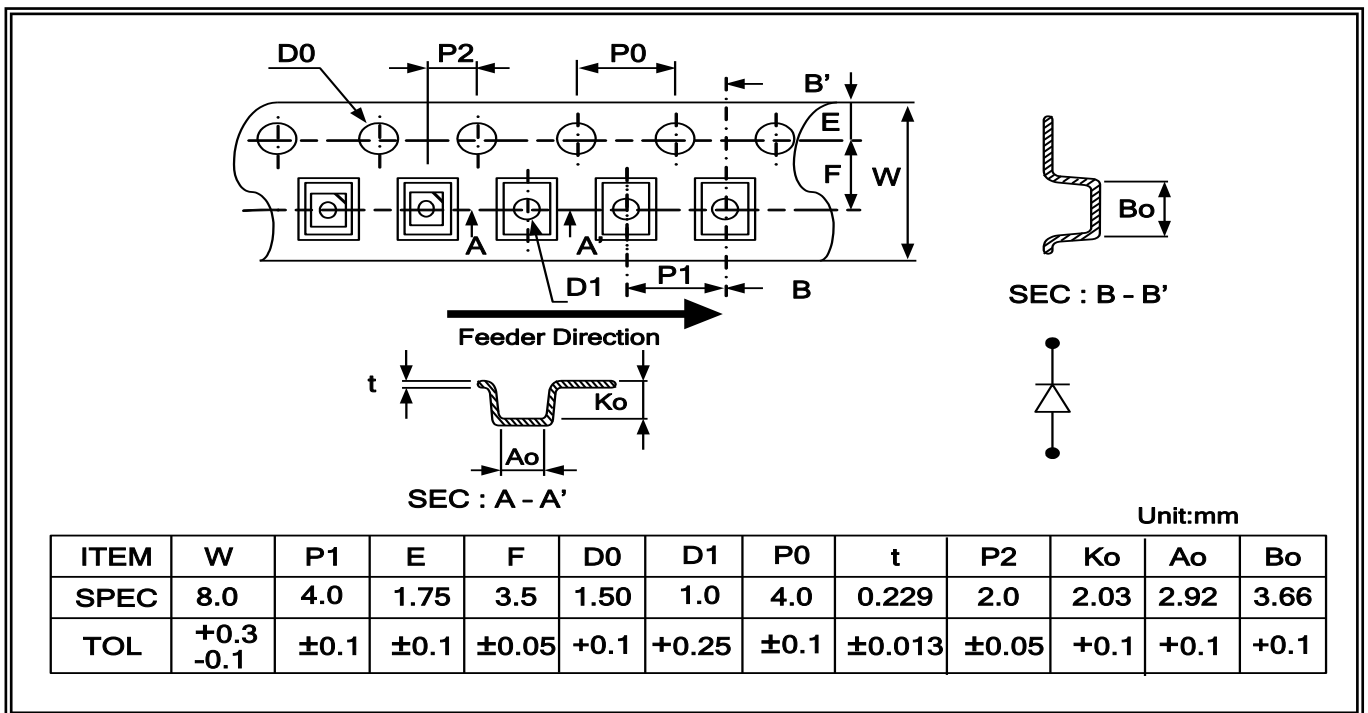 D0
P2
P0
B'
E
F
W
A
A'
P1
D1
B
Feeder Direction
Bo
SEC : B - B'
t
Ko
Ao
SEC : A - A'
Unit:mm
ITEM W P1 E F D0 D1 P0 t P2 Ko Ao Bo
SPEC 8.0 4.0 1.75 3.5 1.50 1.0 4.0 0.229 2.0 2.03 2.92 3.66
TOL +0.3 -0.1 ±0.1 ±0.1 ±0.05 +0.1 +0.25 ±0.1 ±0.013 ±0.05 +0.1 +0.1 +0.1